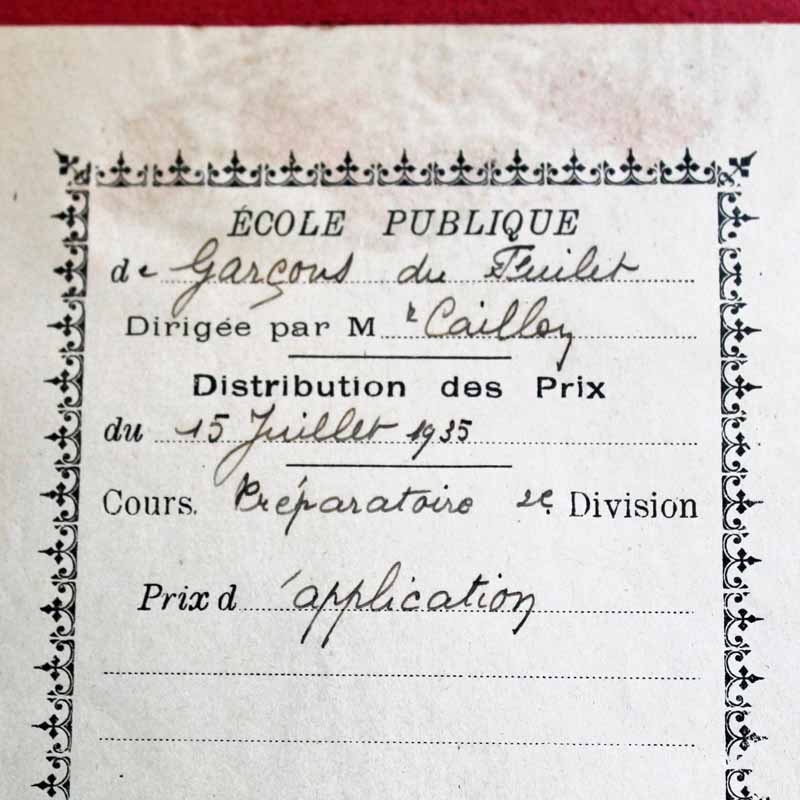 ÉCOLE PUBLIQUE
de Garçons du Fuilet
Dirigée par M r Cailloy
Distribution des Prix
du 15 Juillet 1935
Cours. Préparatoire 2e Division
Prix d 'application